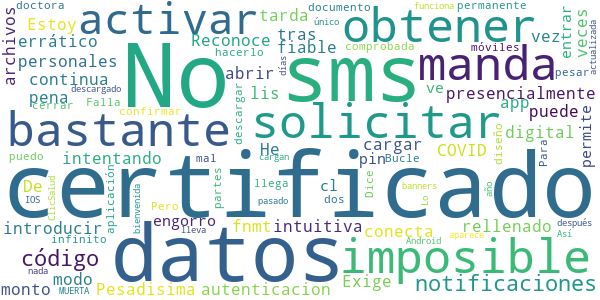 doctora activar tarda documento único funciona permanente
Estoy Reconoce tras obtener vez entrar
archivos errático No sms hacerlo fiable comprobada móviles veces actualizada
personales abrir días manda pesar
continua descargado lis solicitar ve presencialmente
pena Falla confirmar descargar app puede
bastante cerrar He cargar diseño digital permite
puedo intentando mal pin Bucle COVID Para
certificado
De aplicación bienvenida partes llega cl cargan banners año
IOS ClicSalud Pero pasado dos Dice Lo después
introducir engorro fnmt intuitiva conecta rellenado Así
infinito lleva datos Android aparece
código modo imposible
nada Exige notificaciones
monto MUERTA Pesadísima autenticacion